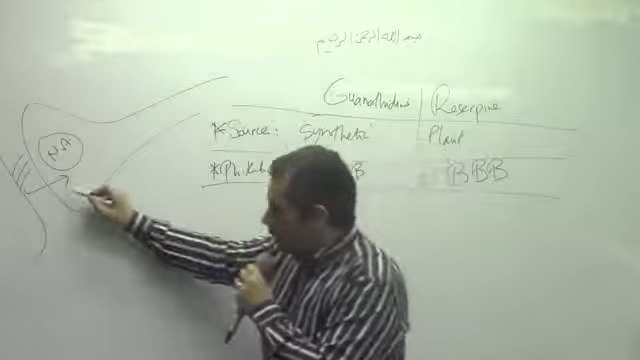 بسم الله الرحمن الرحيم
Guanethidine Reserpine
*Source: Synthetic Plant
BBB
NA